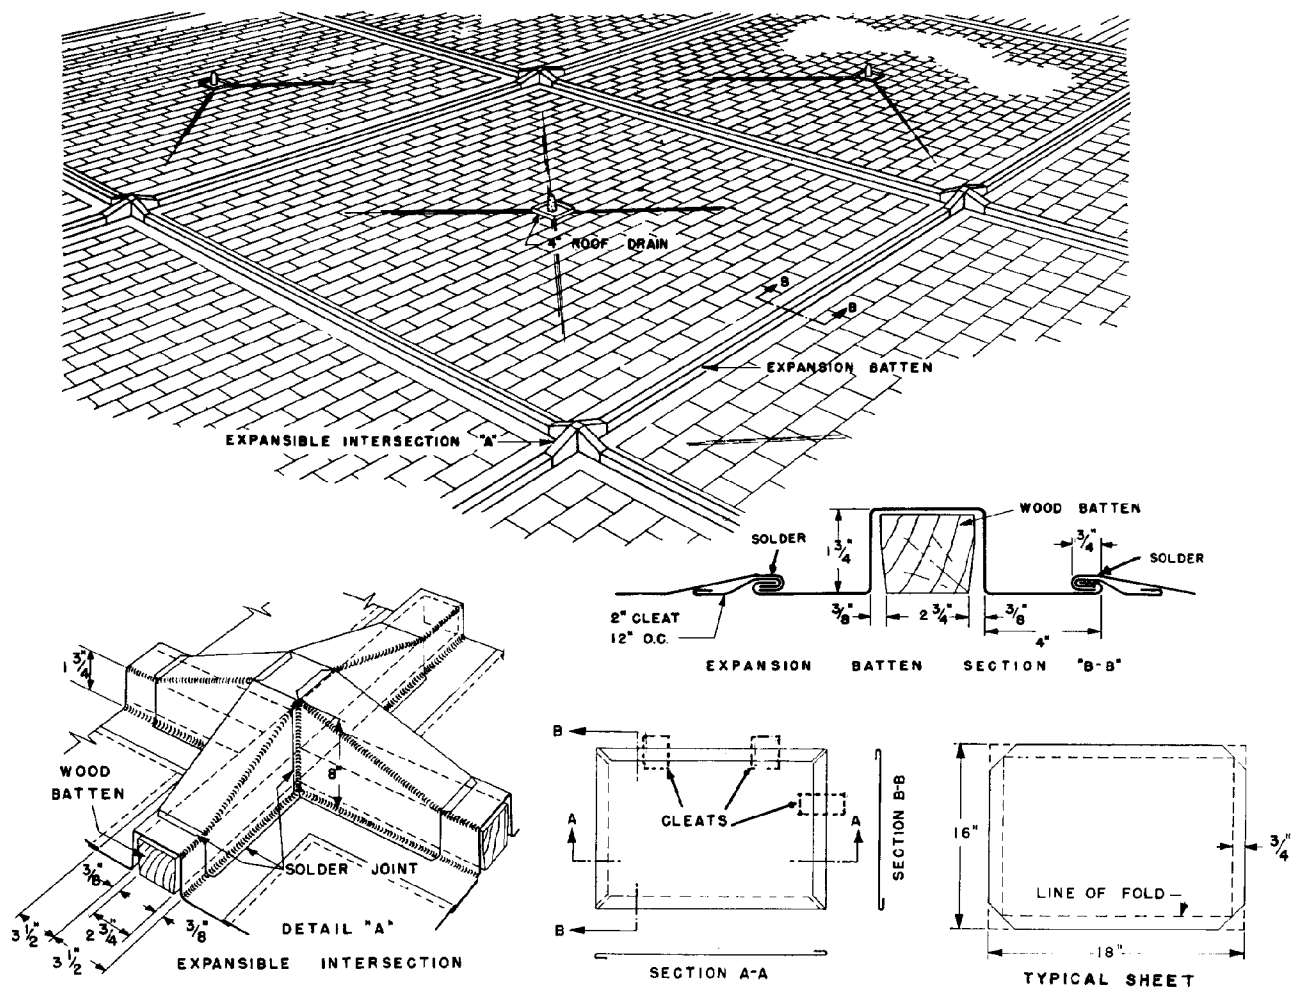 4" ROOF DRAIN
B
B
EXPANSION BATTEN
EXPANSIBLE INTERSECTION "A"
WOOD BATTEN
SOLDER
1 3/4"
3/4"
SOLDER
2" CLEAT
12" O.C.
3/8"
2 3/4"
3/8"
4"
EXPANSION BATTEN SECTION "B-B"
1 3/4"
8"
WOOD
BATTEN
SOLDER JOINT
3/8"
3 1/2"
2 3/4"
3/8"
3 1/2"
DETAIL "A"
EXPANSIBLE INTERSECTION
B
CLEATS
A
A
B
SECTION B-B
SECTION A-A
16"
3/4"
LINE OF FOLD
18"
TYPICAL SHEET